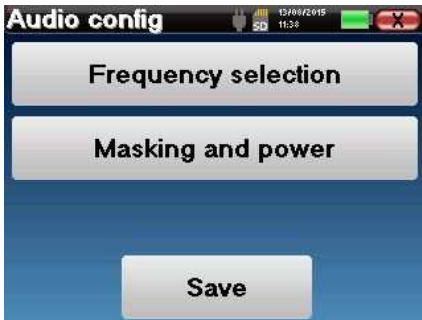 Audio config
SD
13/08/2015
11:38
X
Frequency selection
Masking and power
Save